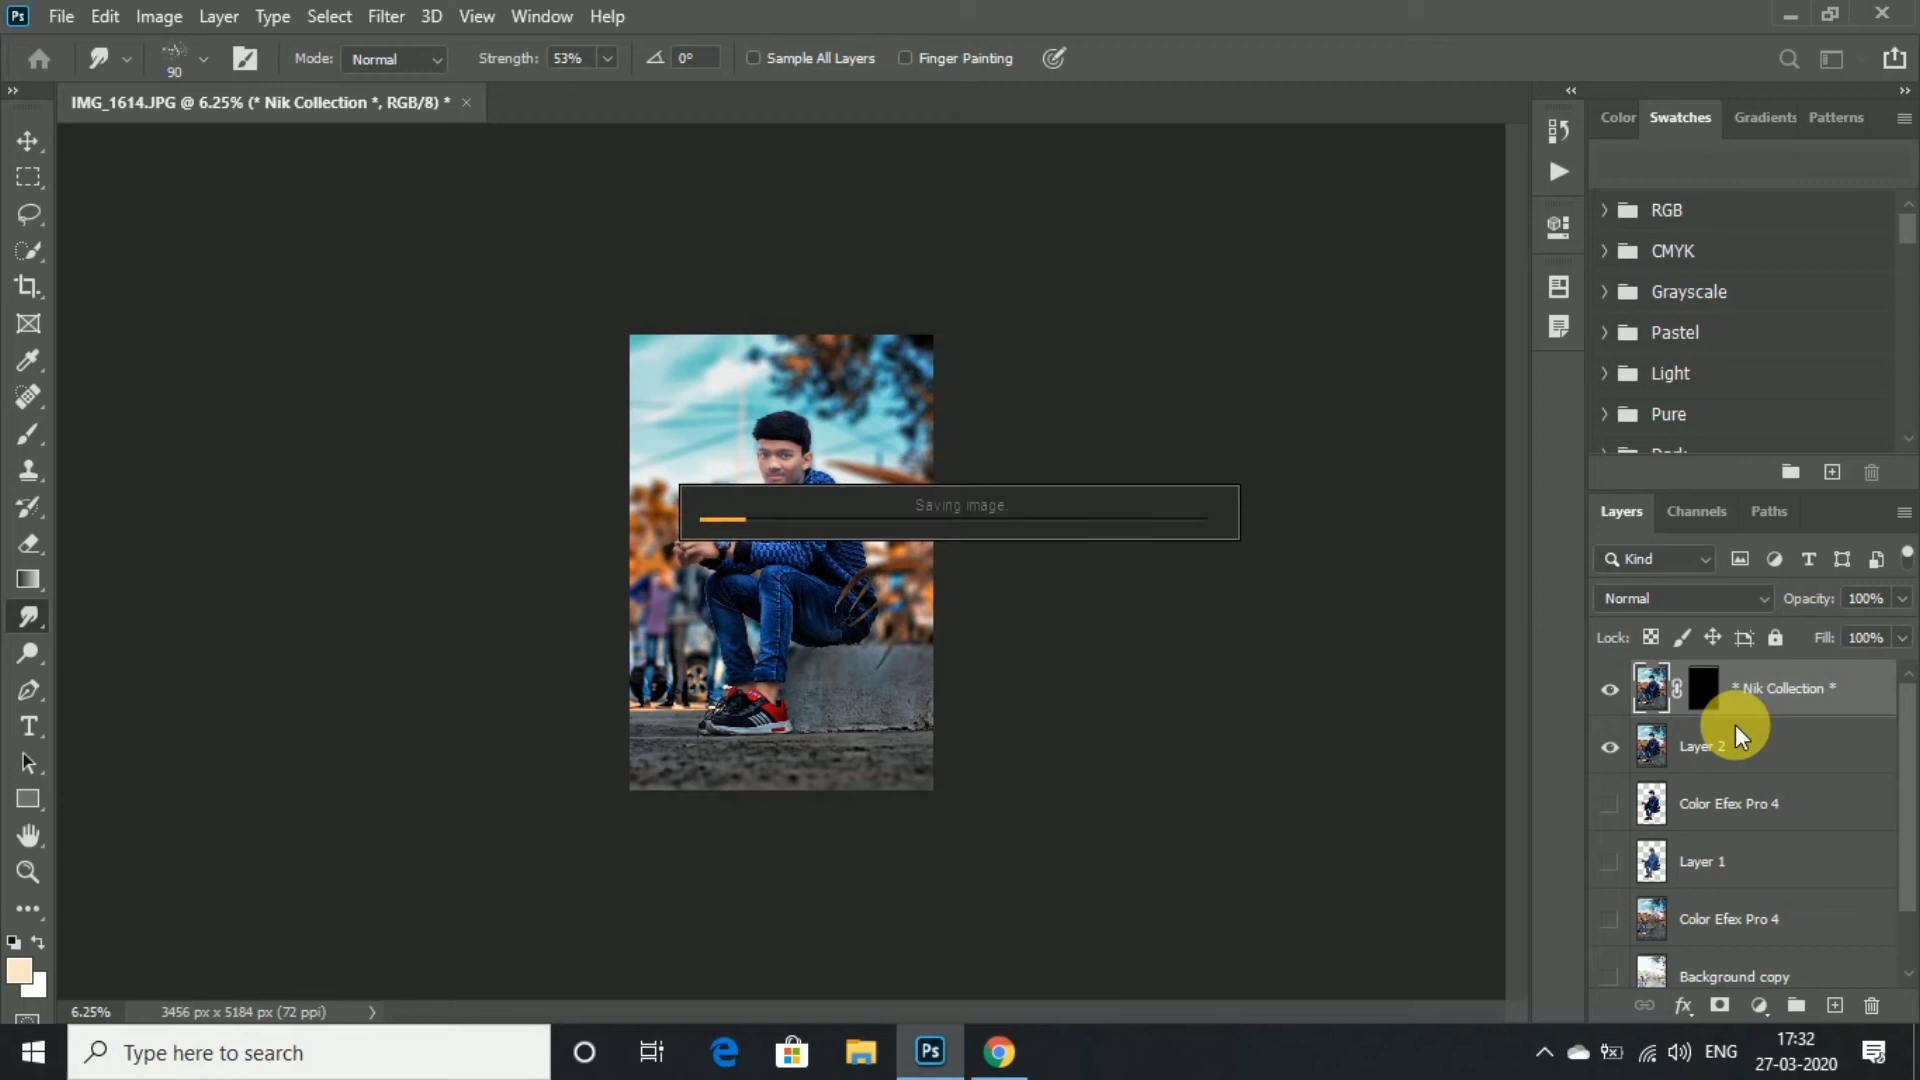 Ps File Edit Image Layer Type Select Filter 3D View Window Help
90 Mode: Normal Strength: 53% 0° Sample All Layers Finger Painting
IMG_1614.JPG @ 6.25% (* Nik Collection *, RGB/8) * ×
Color Swatches Gradients Patterns
RGB
CMYK
Grayscale
Pastel
Light
Pure
Saving image.
Layers Channels Paths
Kind
Normal Opacity: 100%
Lock: Fill: 100%
* Nik Collection *
Layer 2
Color Efex Pro 4
Layer 1
Color Efex Pro 4
Background copy
6.25% 3456 px x 5184 px (72 ppi)
Type here to search
Ps
ENG
17:32
27-03-2020